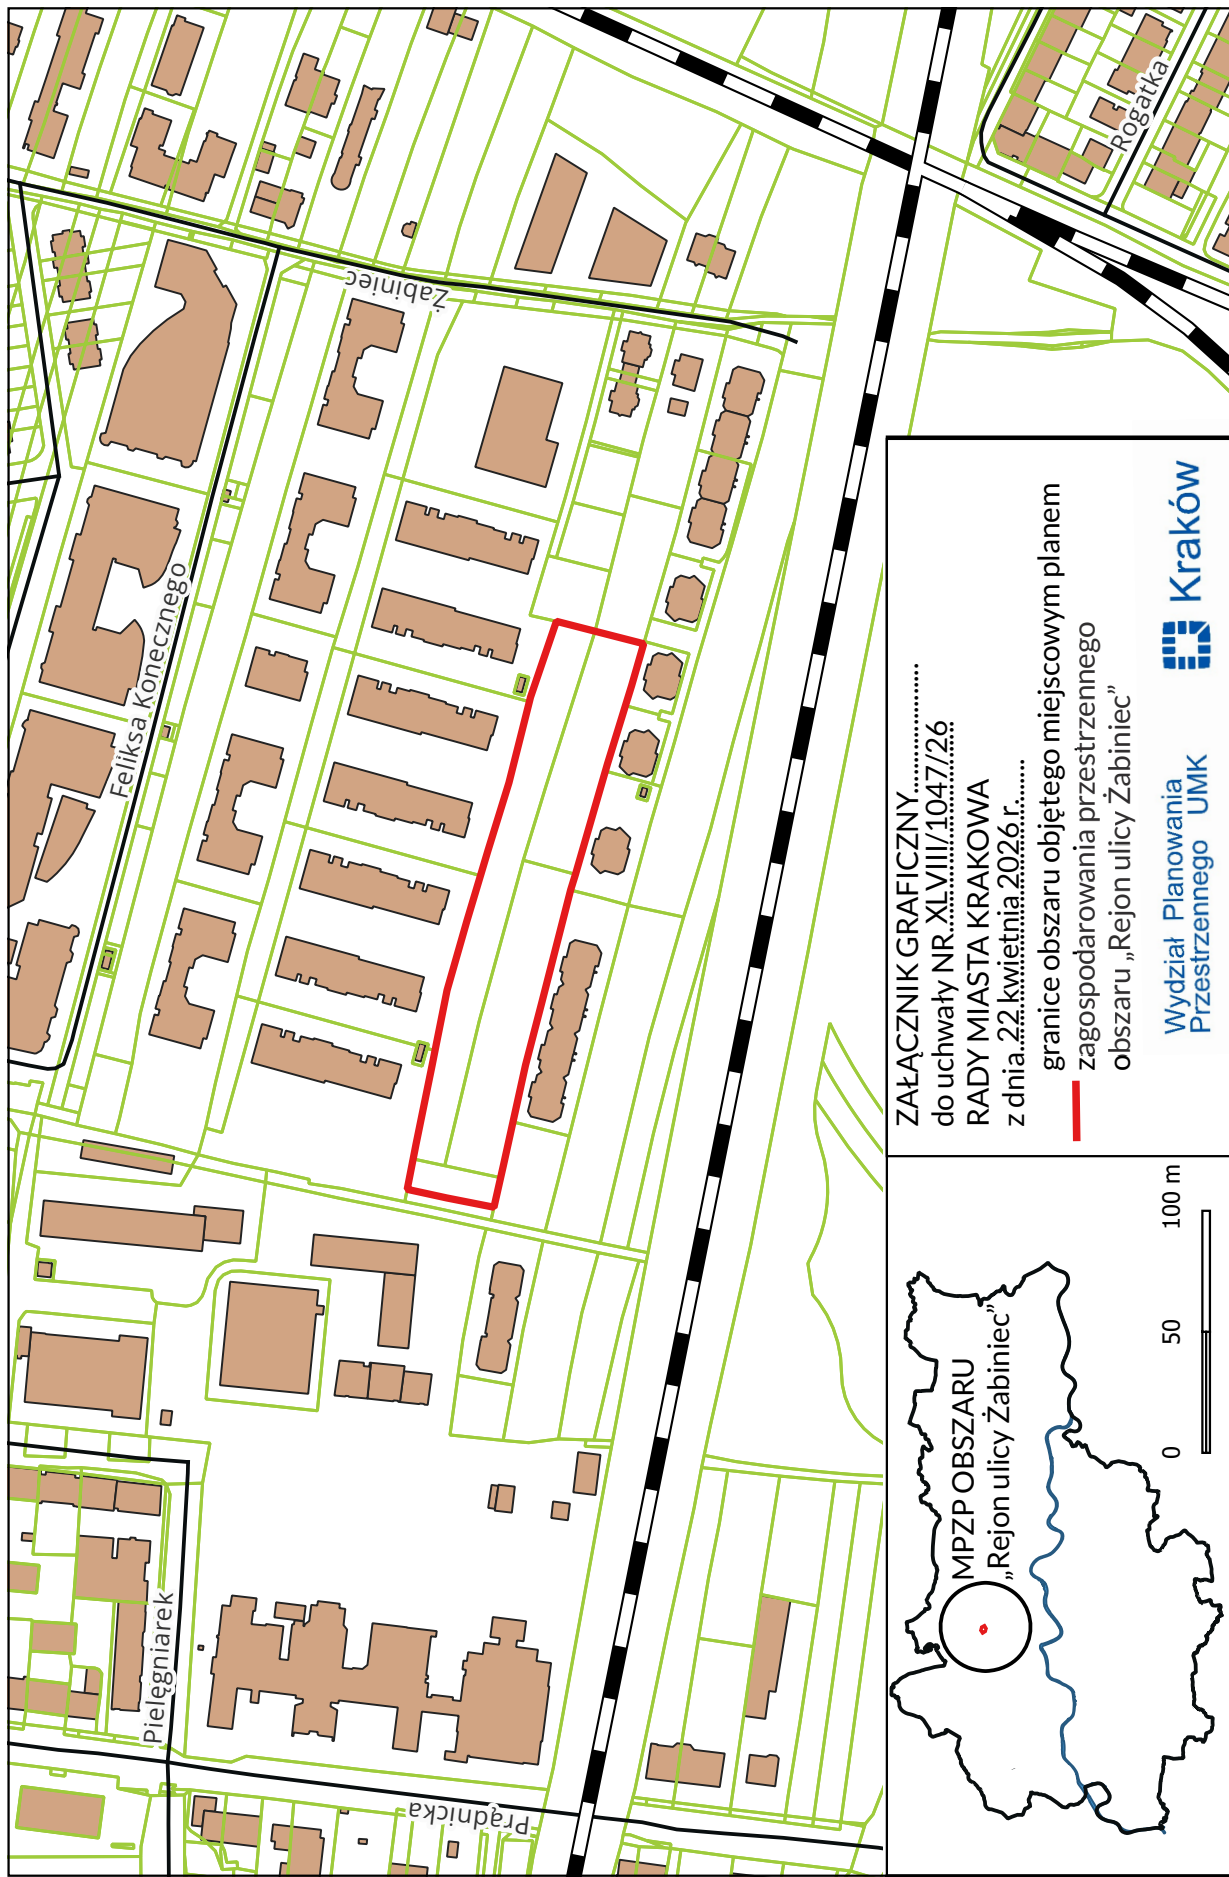 Prądnicka
Pielęgniarek
Feliksa Konecznego
Żabiniec
Rogatka
MPZP OBSZARU
„Rejon ulicy Żabiniec”
0 50 100 m
ZAŁĄCZNIK GRAFICZNY......................
do uchwały NR XLVIII/1047/26
RADY MIASTA KRAKOWA
z dnia 22 kwietnia 2026 r.
granice obszaru objętego miejscowym planem
zagospodarowania przestrzennego
obszaru „Rejon ulicy Żabiniec”
Wydział Planowania
Przestrzennego UMK
Kraków